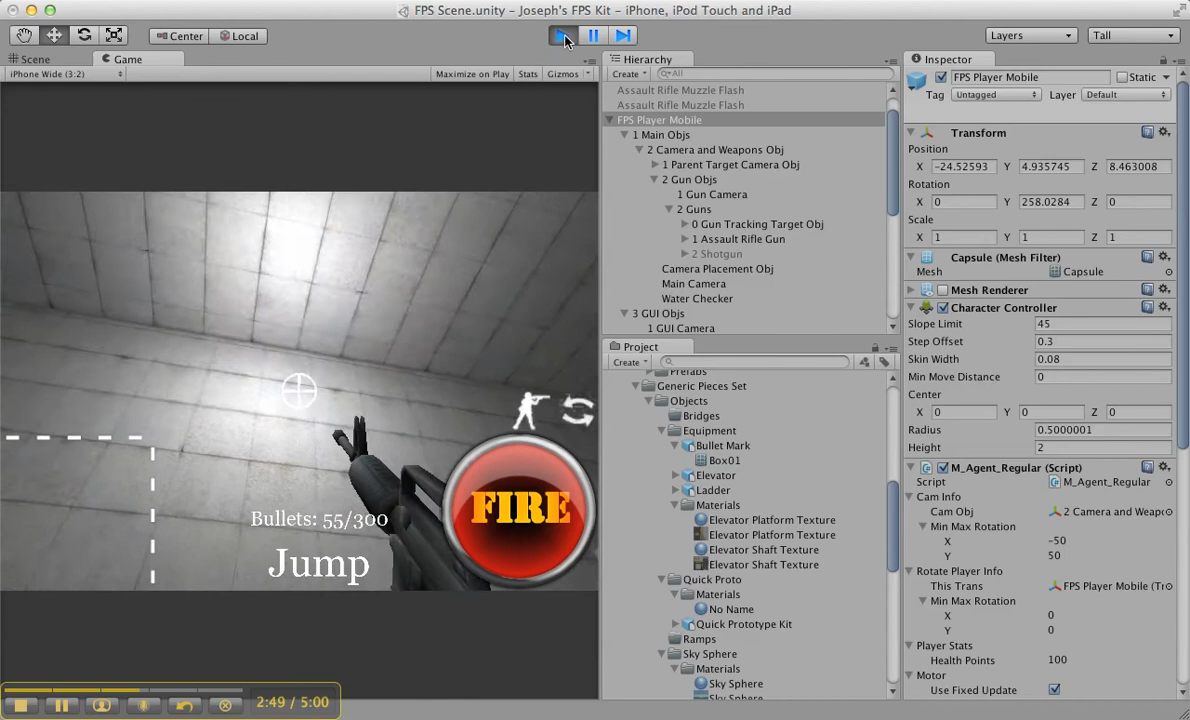 FPS Scene.unity - Joseph's FPS Kit - iPhone, iPod Touch and iPad
Center Local Layers Tall
Scene Game
iPhone Wide (3:2) Maximize on Play Stats Gizmos
Bullets: 55/300
Jump
FIRE
2:49 / 5:00
Hierarchy
Create All
Assault Rifle Muzzle Flash
Assault Rifle Muzzle Flash
FPS Player Mobile
1 Main Objs
2 Camera and Weapons Obj
1 Parent Target Camera Obj
2 Gun Objs
1 Gun Camera
2 Guns
0 Gun Tracking Target Obj
1 Assault Rifle Gun
2 Shotgun
Camera Placement Obj
Main Camera
Water Checker
3 GUI Objs
1 GUI Camera
Project
Create
Prefabs
Generic Pieces Set
Objects
Bridges
Equipment
Bullet Mark
Box01
Elevator
Ladder
Materials
Elevator Platform Texture
Elevator Platform Texture
Elevator Shaft Texture
Elevator Shaft Texture
Quick Proto
Materials
No Name
Quick Prototype Kit
Ramps
Sky Sphere
Materials
Sky Sphere
Sky Sphere
Inspector
FPS Player Mobile Static
Tag Untagged Layer Default
Transform
Position
X -24.52593 Y 4.935745 Z 8.463008
Rotation
X 0 Y 258.0284 Z 0
Scale
X 1 Y 1 Z 1
Capsule (Mesh Filter)
Mesh Capsule
Mesh Renderer
Character Controller
Slope Limit 45
Step Offset 0.3
Skin Width 0.08
Min Move Distance 0
Center
X 0 Y 0 Z 0
Radius 0.5000001
Height 2
M_Agent_Regular (Script)
Script M_Agent_Regular
Cam Info
Cam Obj 2 Camera and Weapc
Min Max Rotation
X -50
Y 50
Rotate Player Info
This Trans FPS Player Mobile (Tr
Min Max Rotation
X 0
Y 0
Player Stats
Health Points 100
Motor
Use Fixed Update